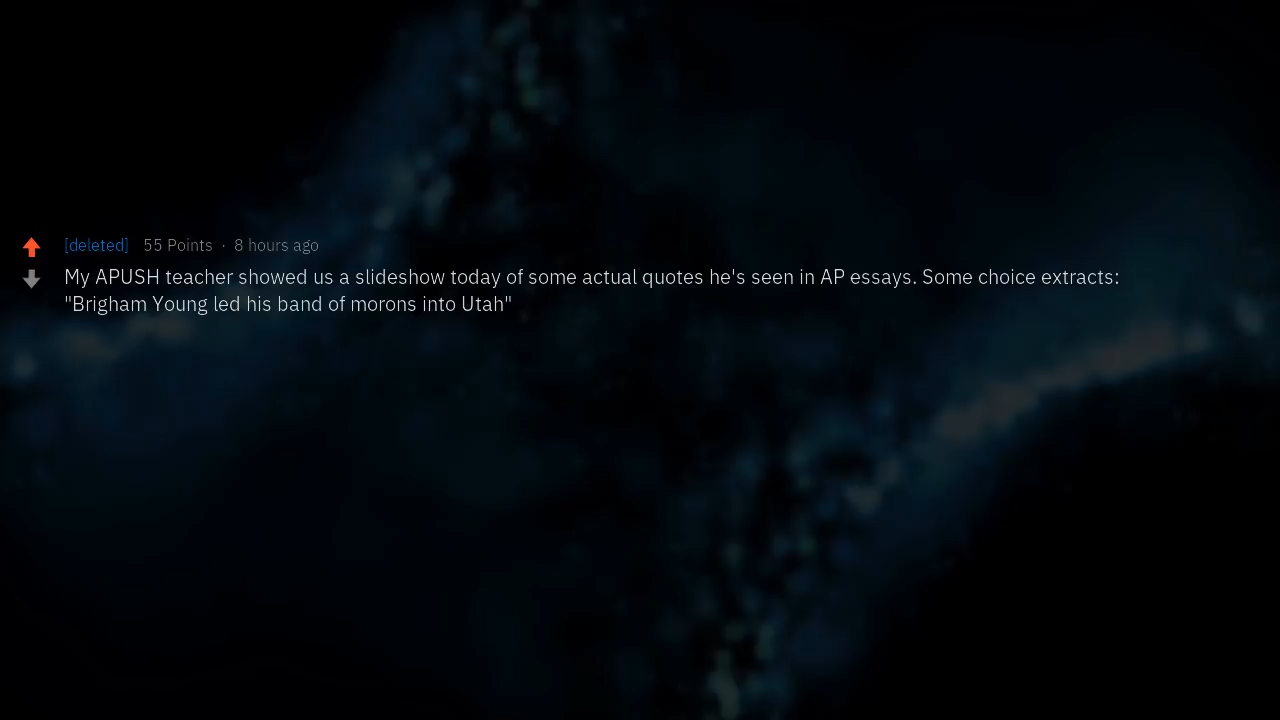 [deleted] 55 Points · 8 hours ago
My APUSH teacher showed us a slideshow today of some actual quotes he's seen in AP essays. Some choice extracts:
"Brigham Young led his band of morons into Utah"